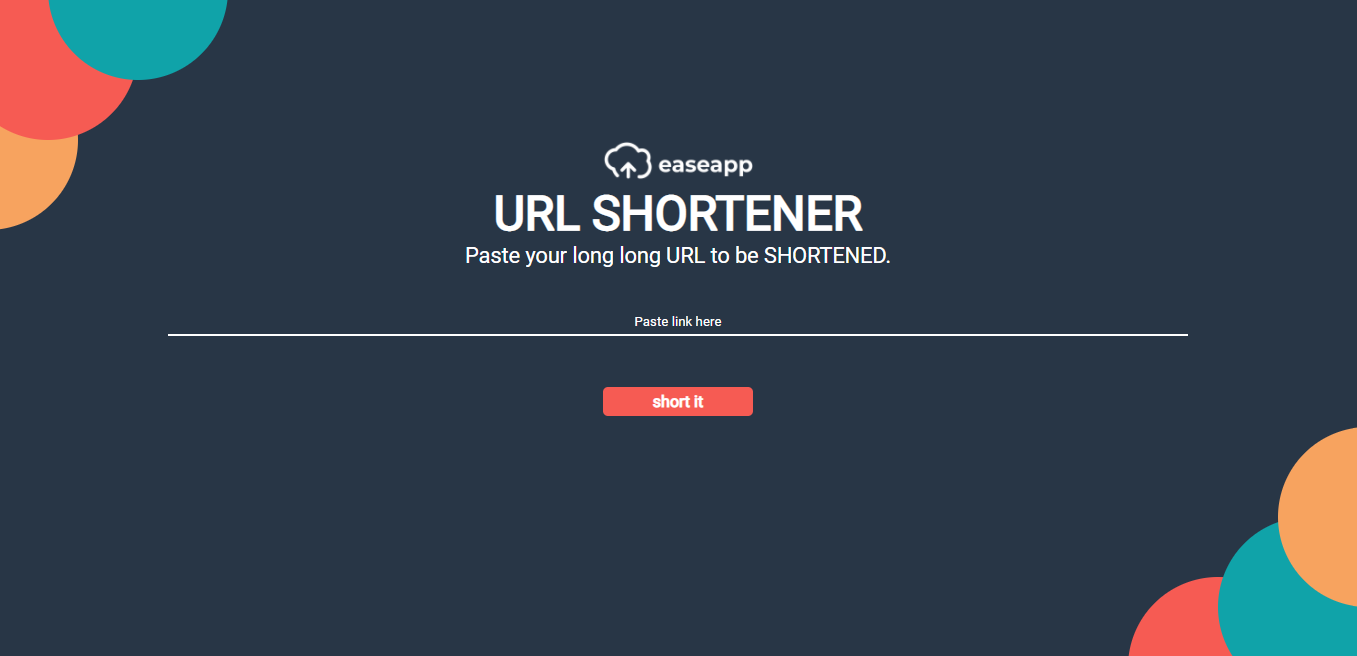 easeapp
URL SHORTENER
Paste your long long URL to be SHORTENED.
Paste link here
short it